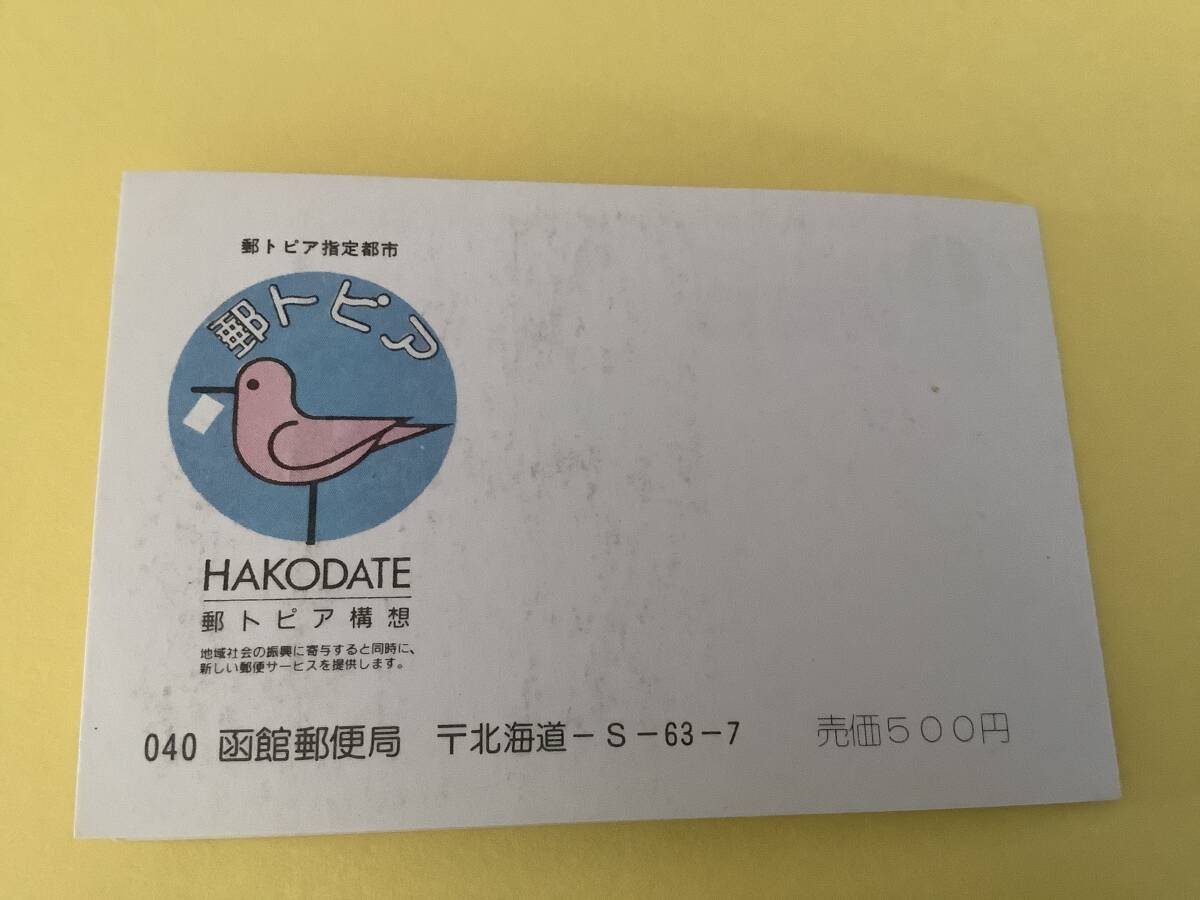 郵トピア指定都市
郵トピア
HAKODATE
郵トピア構想
地域社会の振興に寄与すると同時に、
新しい郵便サービスを提供します。
040 函館郵便局 〒北海道－S－63－7 売価500円